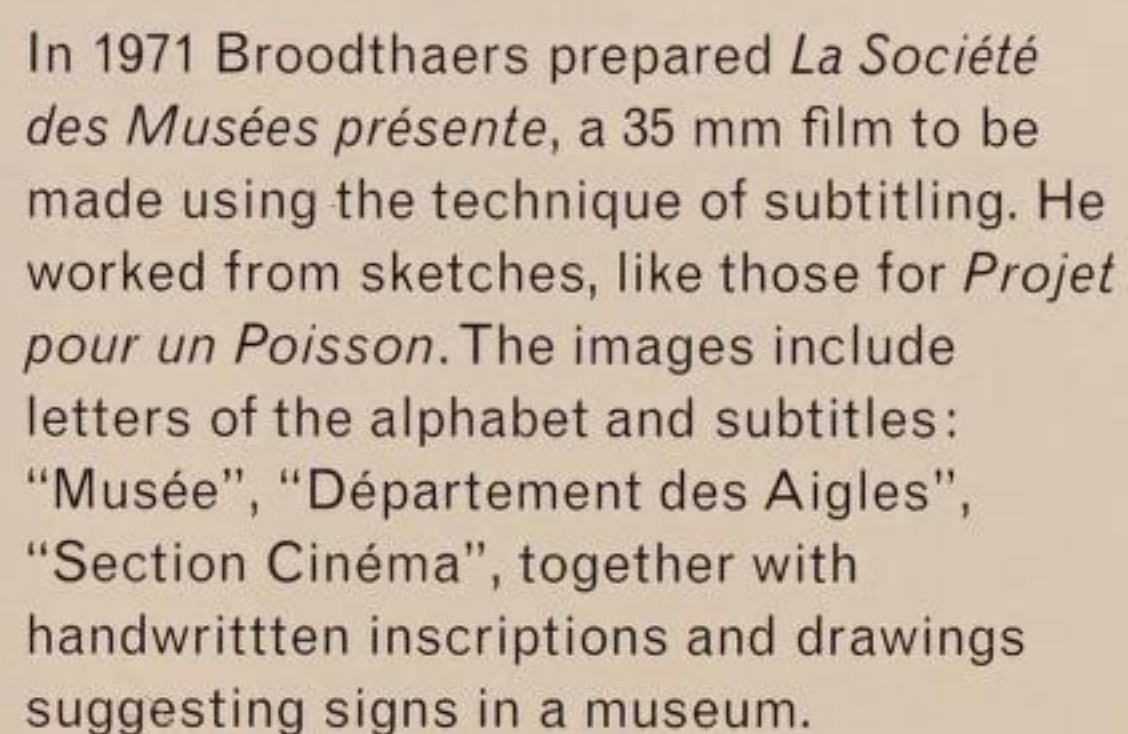 In 1971 Broodthaers prepared La Société
des Musées présente, a 35 mm film to be
made using the technique of subtitling. He
worked from sketches, like those for Projet
pour un Poisson. The images include
letters of the alphabet and subtitles:
“Musée”, “Département des Aigles”,
“Section Cinéma”, together with
handwrittten inscriptions and drawings
suggesting signs in a museum.